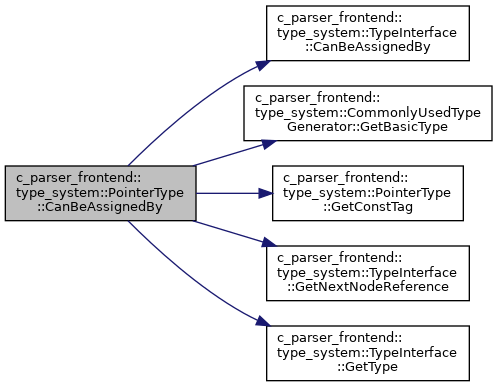 c_parser_frontend::
type_system::TypeInterface
::CanBeAssignedBy
c_parser_frontend::
type_system::CommonlyUsedType
Generator::GetBasicType
c_parser_frontend::
type_system::PointerType
::CanBeAssignedBy
c_parser_frontend::
type_system::PointerType
::GetConstTag
c_parser_frontend::
type_system::TypeInterface
::GetNextNodeReference
c_parser_frontend::
type_system::TypeInterface
::GetType